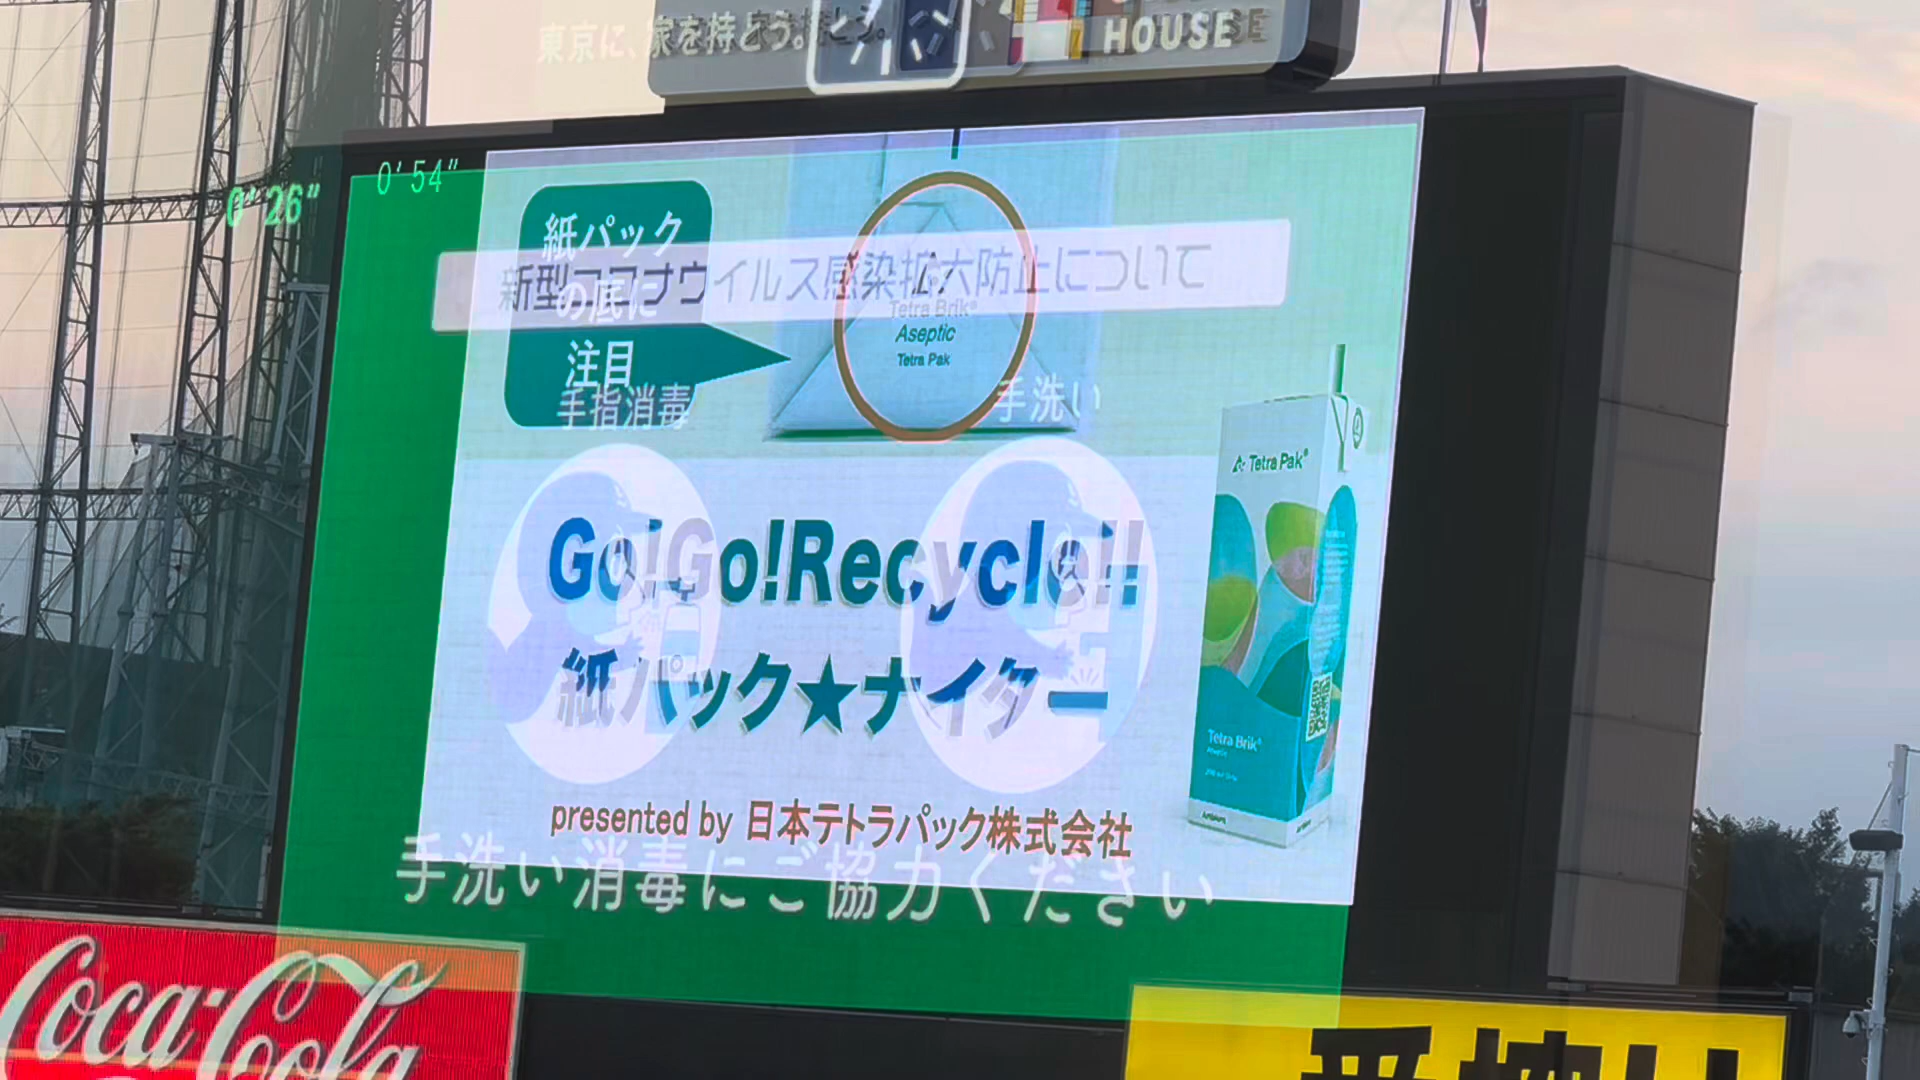 東京に、家を持とう。
HOUSE
0'54"
0'26"
紙パック
の底に
注目
新型コロナウイルス感染拡大防止について
Tetra Brik®
Aseptic
Tetra Pak
手指消毒
手洗い
Tetra Pak®
Go!Go!Recycle!!
紙パック★ナイター
Tetra Brik®
Aseptic
presented by 日本テトラパック株式会社
手洗い消毒にご協力ください
Coca-Cola